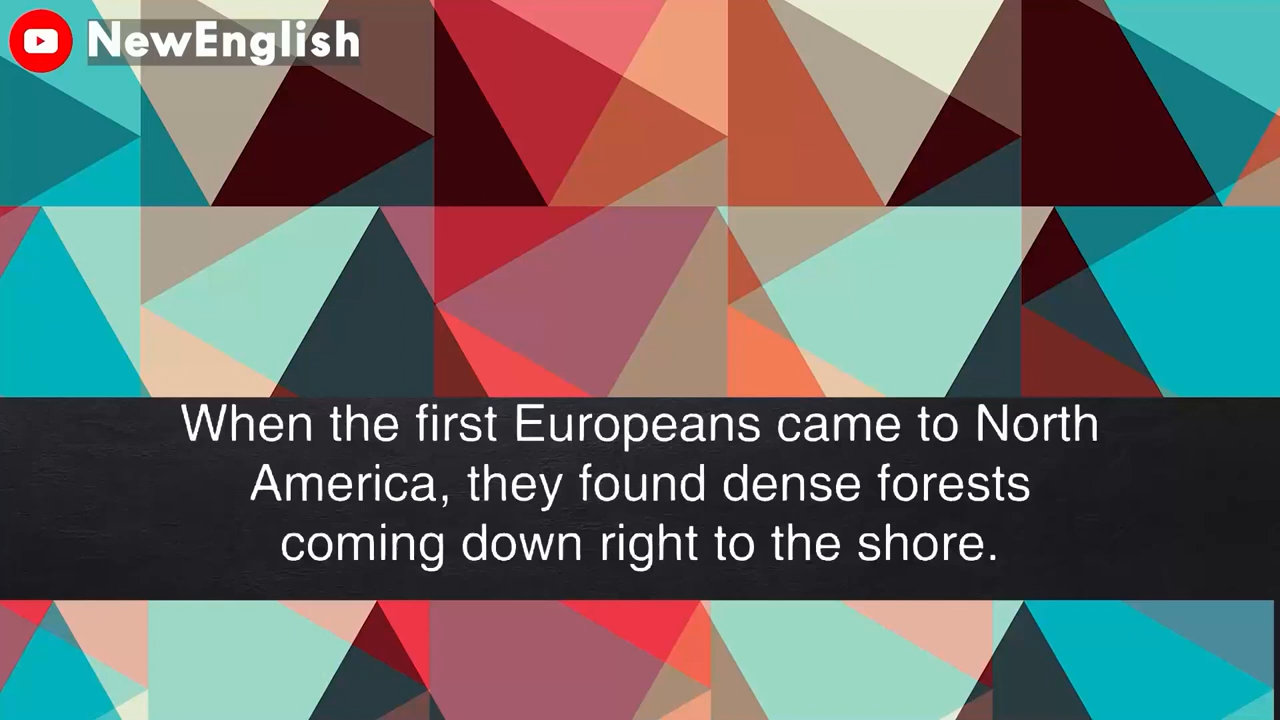 NewEnglish
When the first Europeans came to North
America, they found dense forests
coming down right to the shore.